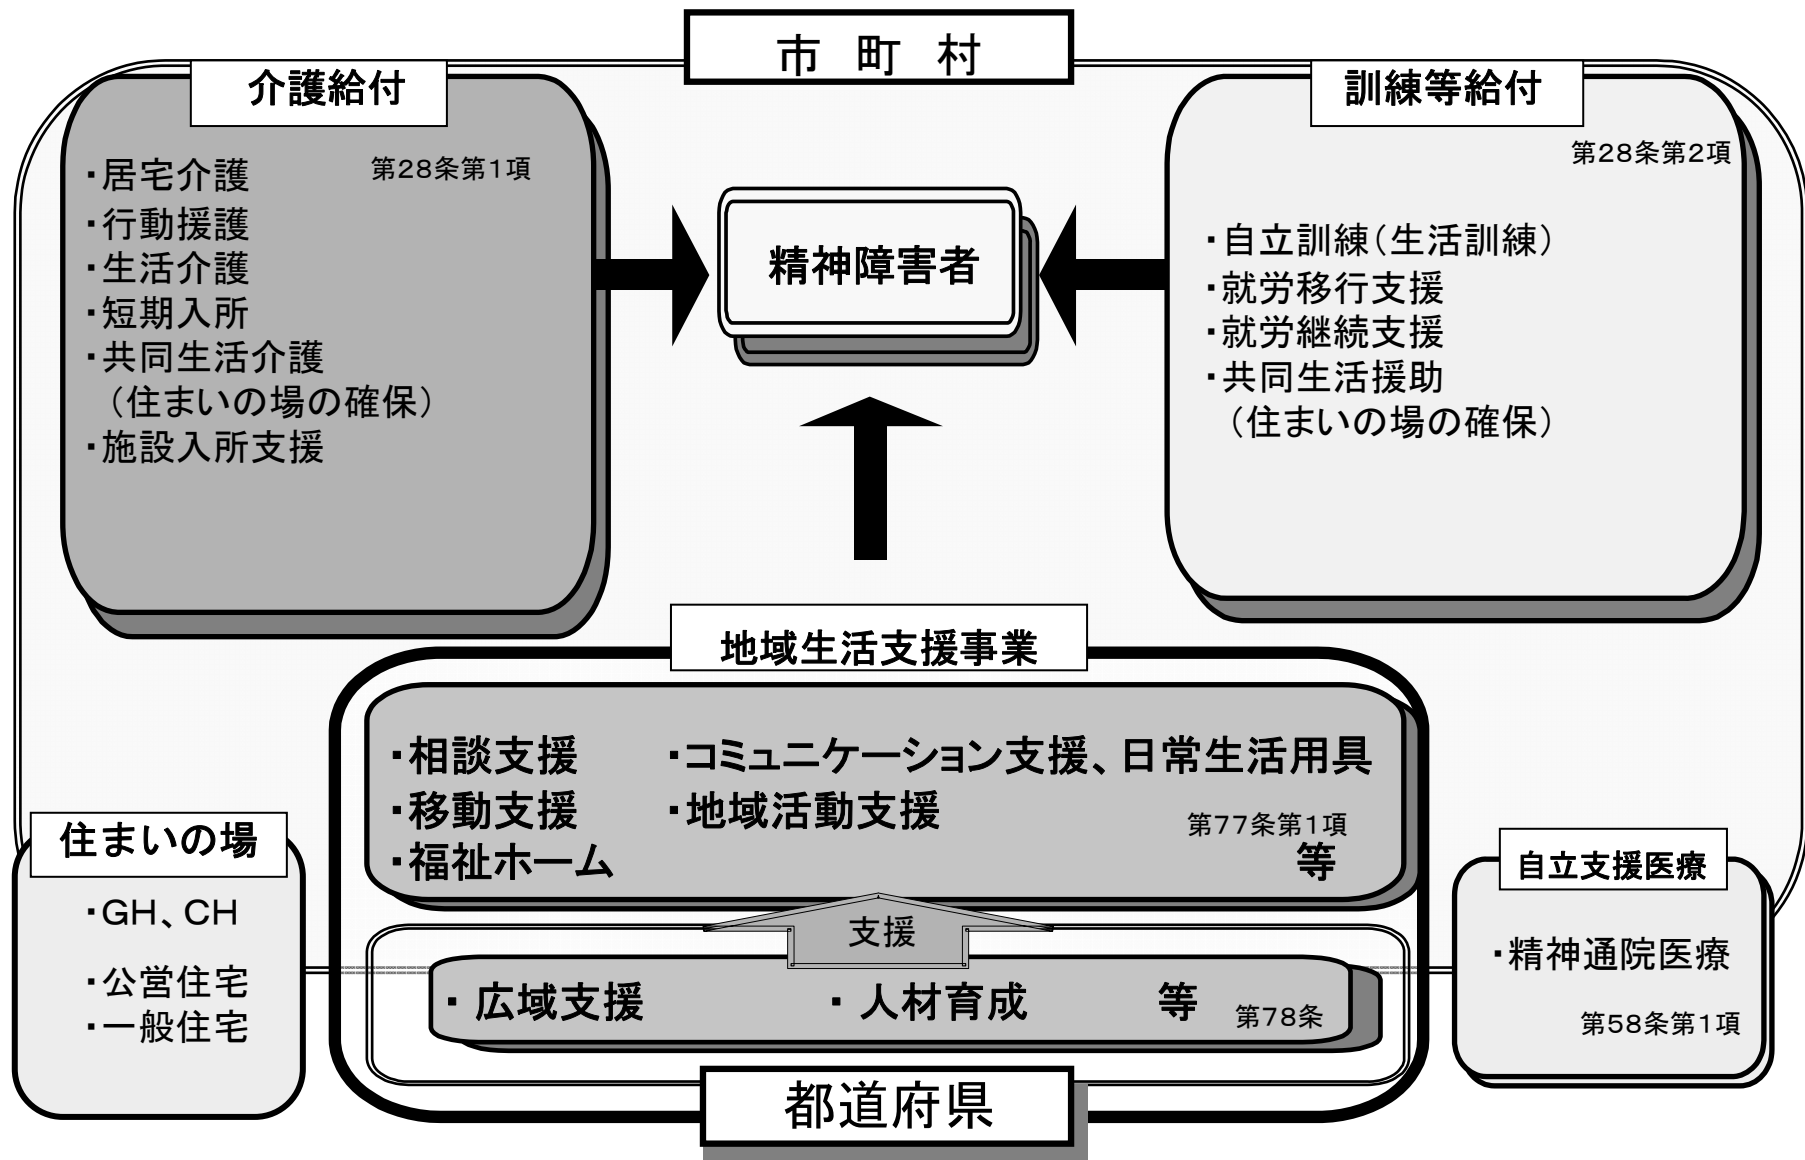 市 町 村
介護給付
第28条第1項
・居宅介護
・行動援護
・生活介護
・短期入所
・共同生活介護
（住まいの場の確保）
・施設入所支援
精神障害者
訓練等給付
第28条第2項
・自立訓練（生活訓練）
・就労移行支援
・就労継続支援
・共同生活援助
（住まいの場の確保）
地域生活支援事業
・相談支援 ・コミュニケーション支援、日常生活用具
・移動支援 ・地域活動支援
第77条第1項
・福祉ホーム 等
支援
・広域支援 ・人材育成 等 第78条
都道府県
住まいの場
・GH、CH
・公営住宅
・一般住宅
自立支援医療
・精神通院医療
第58条第1項